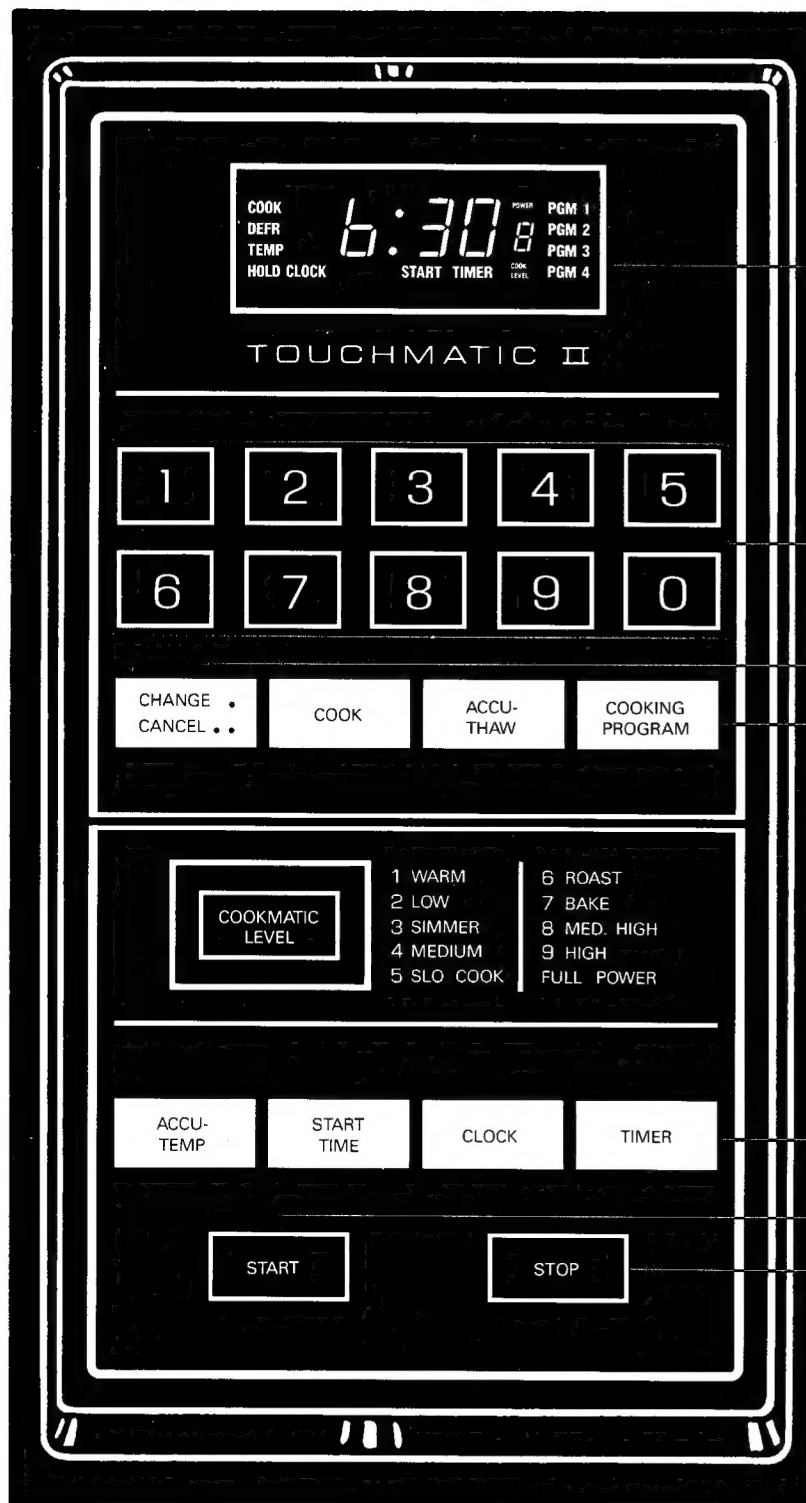 COOK
DEFR
TEMP
HOLD CLOCK
6:30
START TIMER
POWER
8
COOK
LEVEL
PGM 1
PGM 2
PGM 3
PGM 4
TOUCHMATIC II
1 2 3 4 5
6 7 8 9 0
CHANGE •
CANCEL • •
COOK
ACCU-
THAW
COOKING
PROGRAM
COOKMATIC
LEVEL
1 WARM
2 LOW
3 SIMMER
4 MEDIUM
5 SLO COOK
6 ROAST
7 BAKE
8 MED. HIGH
9 HIGH
FULL POWER
ACCU-
TEMP
START
TIME
CLOCK
TIMER
START
STOP